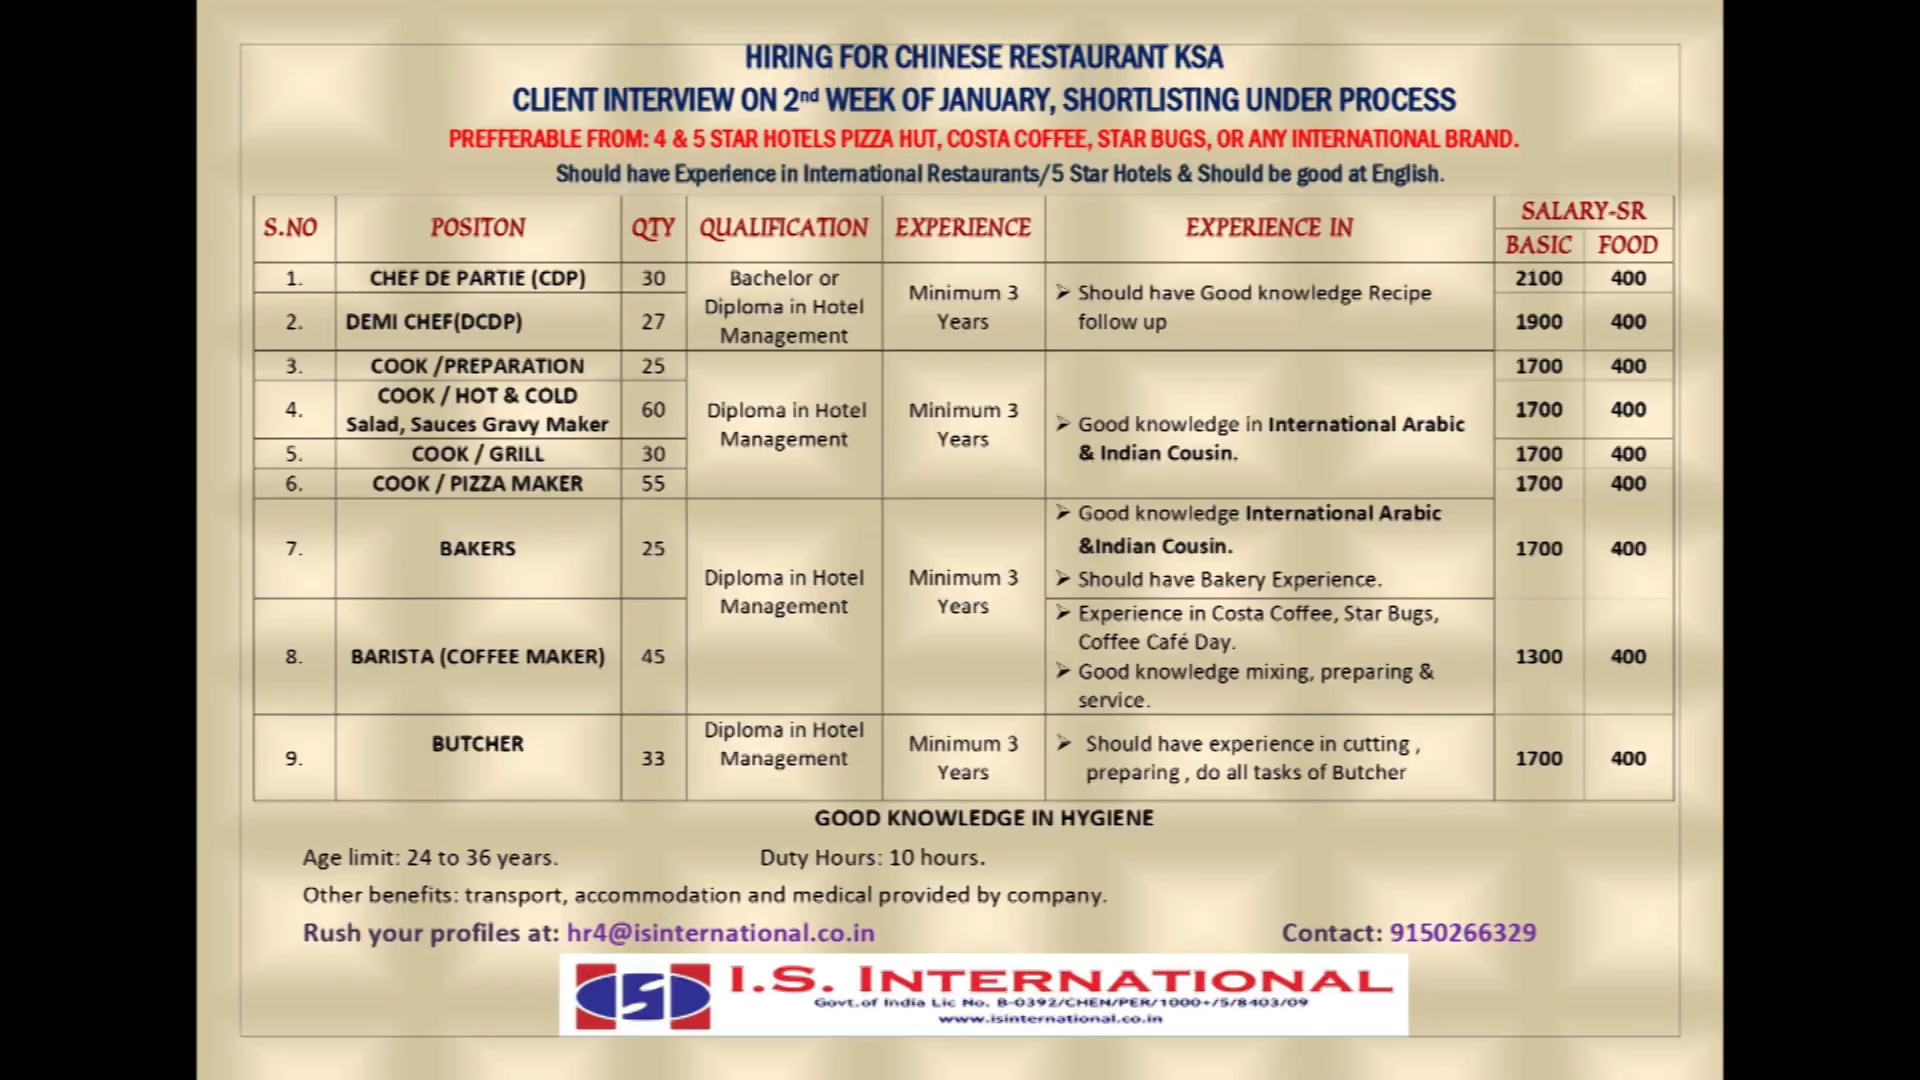 HIRING FOR CHINESE RESTAURANT KSA
CLIENT INTERVIEW ON 2nd WEEK OF JANUARY, SHORTLISTING UNDER PROCESS
PREFFERABLE FROM: 4 & 5 STAR HOTELS PIZZA HUT, COSTA COFFEE, STAR BUGS, OR ANY INTERNATIONAL BRAND.
Should have Experience in International Restaurants/5 Star Hotels & Should be good at English.
S.NO POSITON QTY QUALIFICATION EXPERIENCE EXPERIENCE IN SALARY-SR
BASIC FOOD
1. CHEF DE PARTIE (CDP) 30 Bachelor or Diploma in Hotel Management Minimum 3 Years ➢ Should have Good knowledge Recipe follow up 2100 400
2. DEMI CHEF(DCDP) 27 1900 400
3. COOK /PREPARATION 25 Diploma in Hotel Management Minimum 3 Years ➢ Good knowledge in International Arabic & Indian Cousin. 1700 400
4. COOK / HOT & COLD Salad, Sauces Gravy Maker 60 1700 400
5. COOK / GRILL 30 1700 400
6. COOK / PIZZA MAKER 55 1700 400
7. BAKERS 25 Diploma in Hotel Management Minimum 3 Years ➢ Good knowledge International Arabic &Indian Cousin. ➢ Should have Bakery Experience. 1700 400
8. BARISTA (COFFEE MAKER) 45 ➢ Experience in Costa Coffee, Star Bugs, Coffee Café Day. ➢ Good knowledge mixing, preparing & service. 1300 400
9. BUTCHER 33 Diploma in Hotel Management Minimum 3 Years ➢ Should have experience in cutting , preparing , do all tasks of Butcher 1700 400
GOOD KNOWLEDGE IN HYGIENE
Age limit: 24 to 36 years. Duty Hours: 10 hours.
Other benefits: transport, accommodation and medical provided by company.
Rush your profiles at: hr4@isinternational.co.in Contact: 9150266329
I.S. INTERNATIONAL
Govt.of India Lic No. B-0392/CHEN/PER/1000+/5/8403/09
www.isinternational.co.in